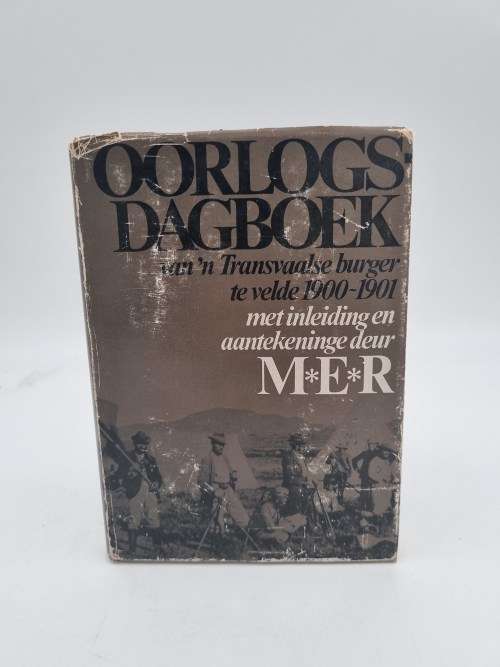 OORLOGS-
DAGBOEK
van 'n Transvaalse burger
te velde 1900-1901
met inleiding en
aantekeninge deur
M*E*R